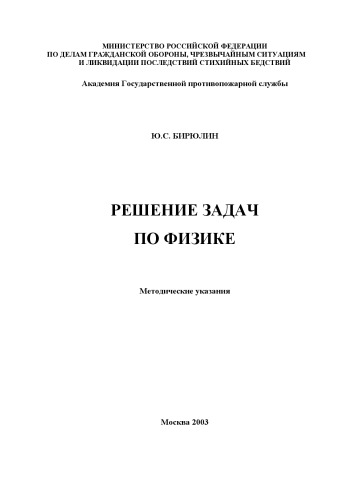 МИНИСТЕРСТВО РОССИЙСКОЙ ФЕДЕРАЦИИ
ПО ДЕЛАМ ГРАЖДАНСКОЙ ОБОРОНЫ, ЧРЕЗВЫЧАЙНЫМ СИТУАЦИЯМ
И ЛИКВИДАЦИИ ПОСЛЕДСТВИЙ СТИХИЙНЫХ БЕДСТВИЙ
Академия Государственной противопожарной службы
Ю.С. БИРЮЛИН
РЕШЕНИЕ ЗАДАЧ
ПО ФИЗИКЕ
Методические указания
Москва 2003